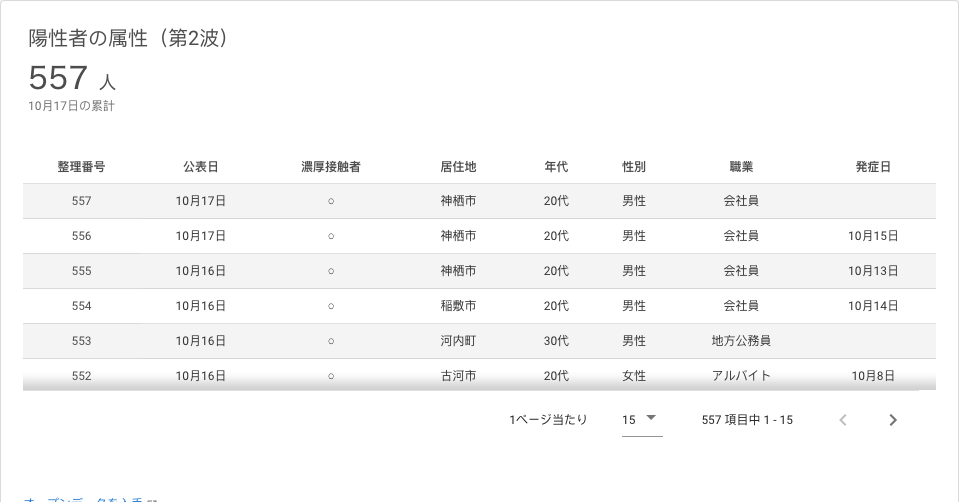 陽性者の属性（第2波）
557 人
10月17日の累計
整理番号 公表日 濃厚接触者 居住地 年代 性別 職業 発症日
557 10月17日 ○ 神栖市 20代 男性 会社員
556 10月17日 ○ 神栖市 20代 男性 会社員 10月15日
555 10月16日 ○ 神栖市 20代 男性 会社員 10月13日
554 10月16日 ○ 稲敷市 20代 男性 会社員 10月14日
553 10月16日 ○ 河内町 30代 男性 地方公務員
552 10月16日 ○ 古河市 20代 女性 アルバイト 10月8日
1ページ当たり 15 557 項目中 1 - 15
オープンデータを入手